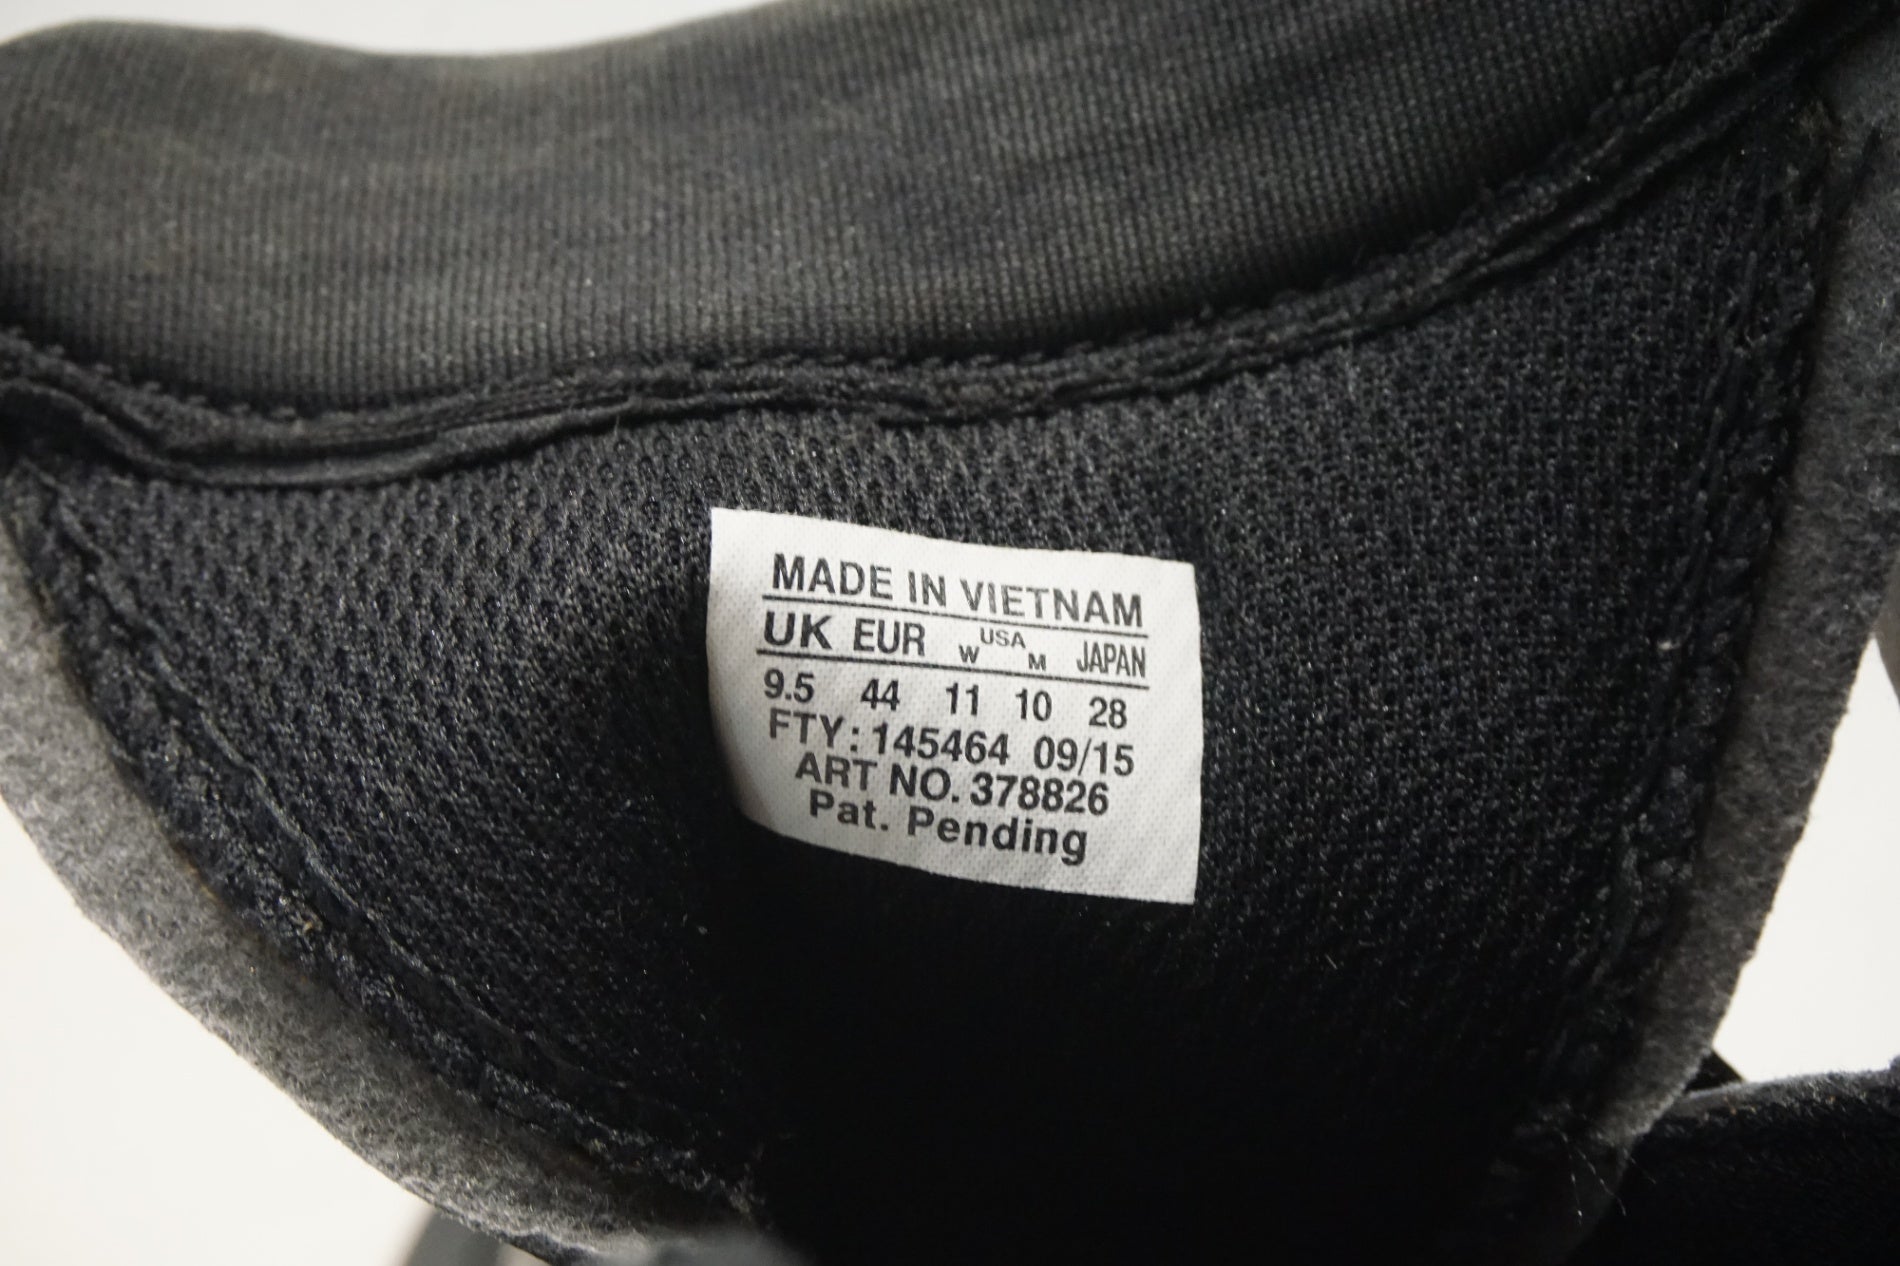 MADE IN VIETNAM
UK EUR W USA M JAPAN
9.5 44 11 10 28
FTY: 145464 09/15
ART NO. 378826
Pat. Pending